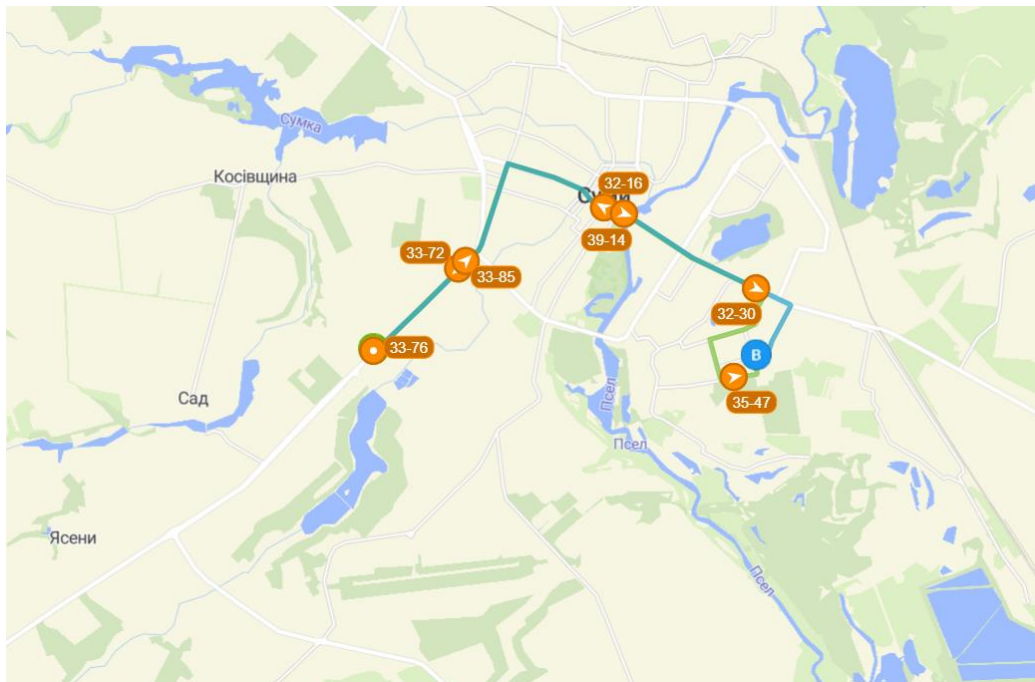 Сумка
Косівщина
32-16
39-14
33-72
33-85
32-30
33-76
B
35-47
Сад
Псел
Псел
Ясени
Псел